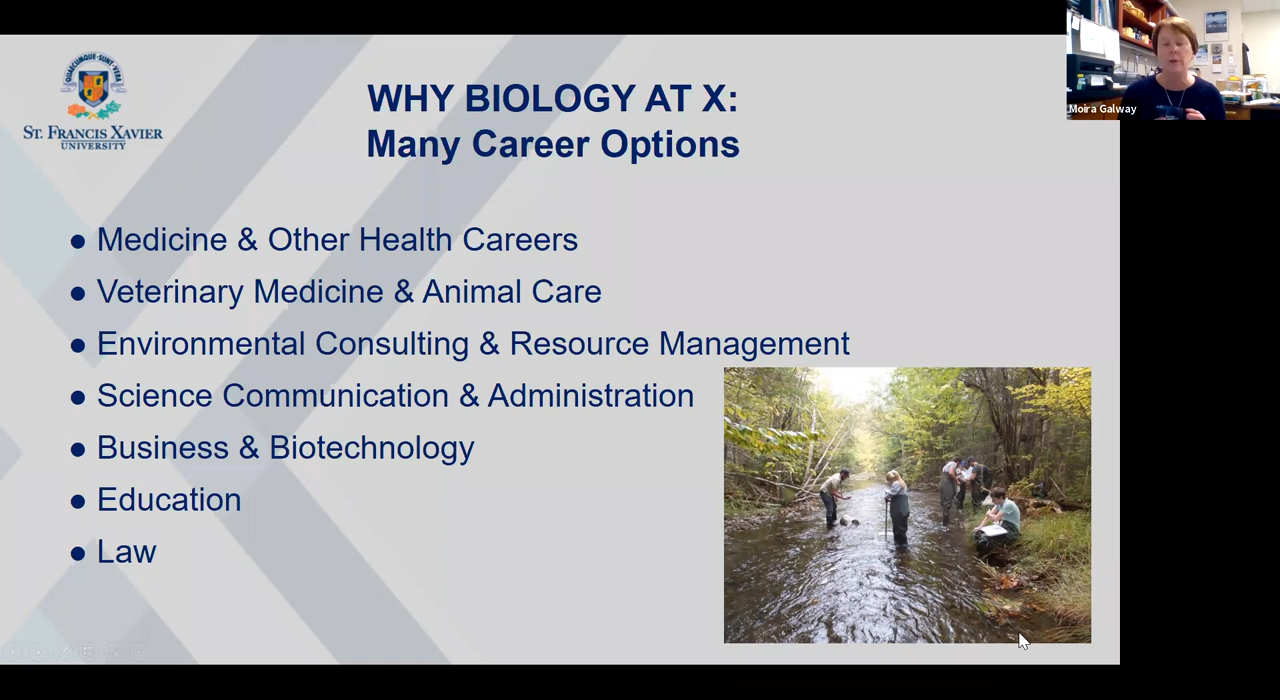 QUAECUMQUE·SUNT·VERA
ST. FRANCIS XAVIER
UNIVERSITY
WHY BIOLOGY AT X:
Many Career Options
● Medicine & Other Health Careers
● Veterinary Medicine & Animal Care
● Environmental Consulting & Resource Management
● Science Communication & Administration
● Business & Biotechnology
● Education
● Law
Moira Galway